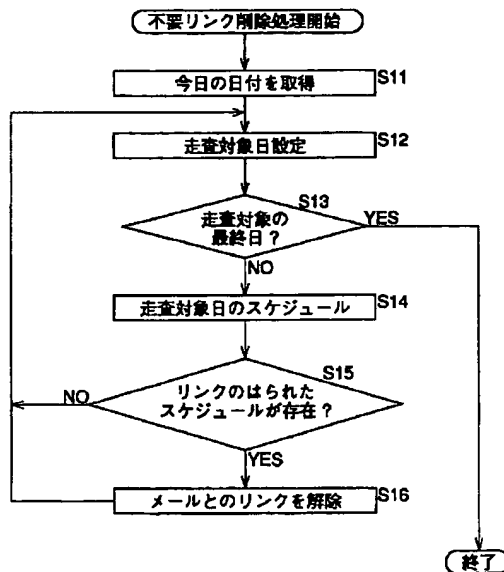 不要リンク削除処理開始
今日の日付を取得 S11
走査対象日設定 S12
S13
走査対象の
最終日？
YES
NO
走査対象日のスケジュール S14
S15
リンクのはられた
スケジュールが存在？
NO
YES
メールとのリンクを解除 S16
終了